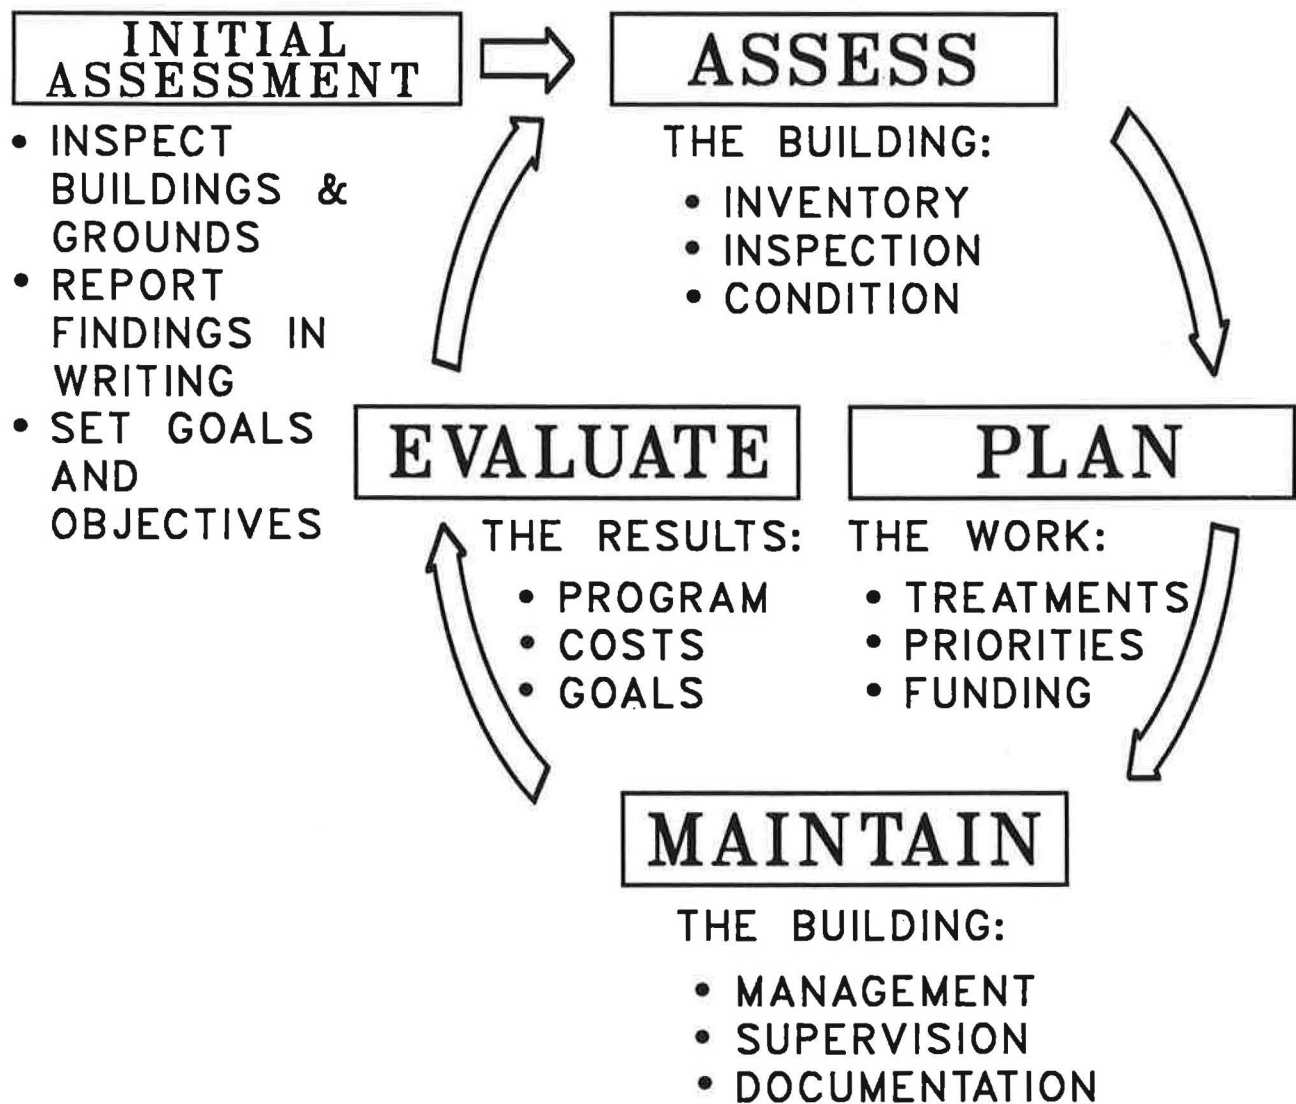 INITIAL
ASSESSMENT
• INSPECT
BUILDINGS &
GROUNDS
• REPORT
FINDINGS IN
WRITING
• SET GOALS
AND
OBJECTIVES
ASSESS
THE BUILDING:
• INVENTORY
• INSPECTION
• CONDITION
PLAN
THE WORK:
• TREATMENTS
• PRIORITIES
• FUNDING
MAINTAIN
THE BUILDING:
• MANAGEMENT
• SUPERVISION
• DOCUMENTATION
EVALUATE
THE RESULTS:
• PROGRAM
• COSTS
• GOALS